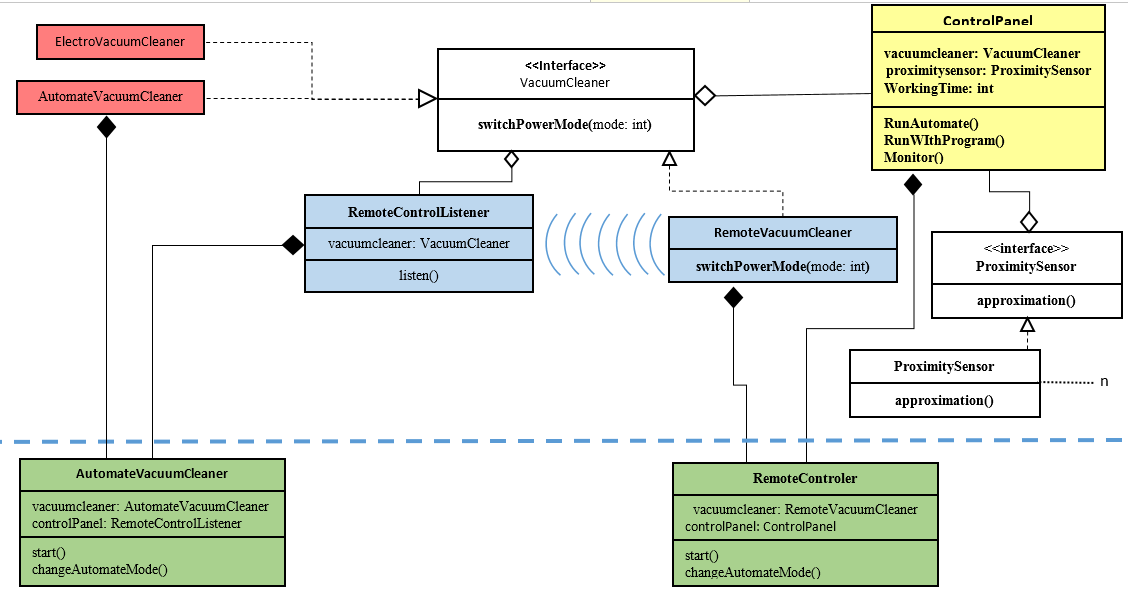 ElectroVacuumCleaner
AutomateVacuumCleaner
<<Interface>>
VacuumCleaner
switchPowerMode(mode: int)
ControlPanel
vacuumcleaner: VacuumCleaner
proximitysensor: ProximitySensor
WorkingTime: int
RunAutomate()
RunWIthProgram()
Monitor()
RemoteControlListener
vacuumcleaner: VacuumCleaner
listen()
RemoteVacuumCleaner
switchPowerMode(mode: int)
<<interface>>
ProximitySensor
approximation()
ProximitySensor
approximation()
n
AutomateVacuumCleaner
vacuumcleaner: AutomateVacuumCleaner
controlPanel: RemoteControlListener
start()
changeAutomateMode()
RemoteControler
vacuumcleaner: RemoteVacuumCleaner
controlPanel: ControlPanel
start()
changeAutomateMode()